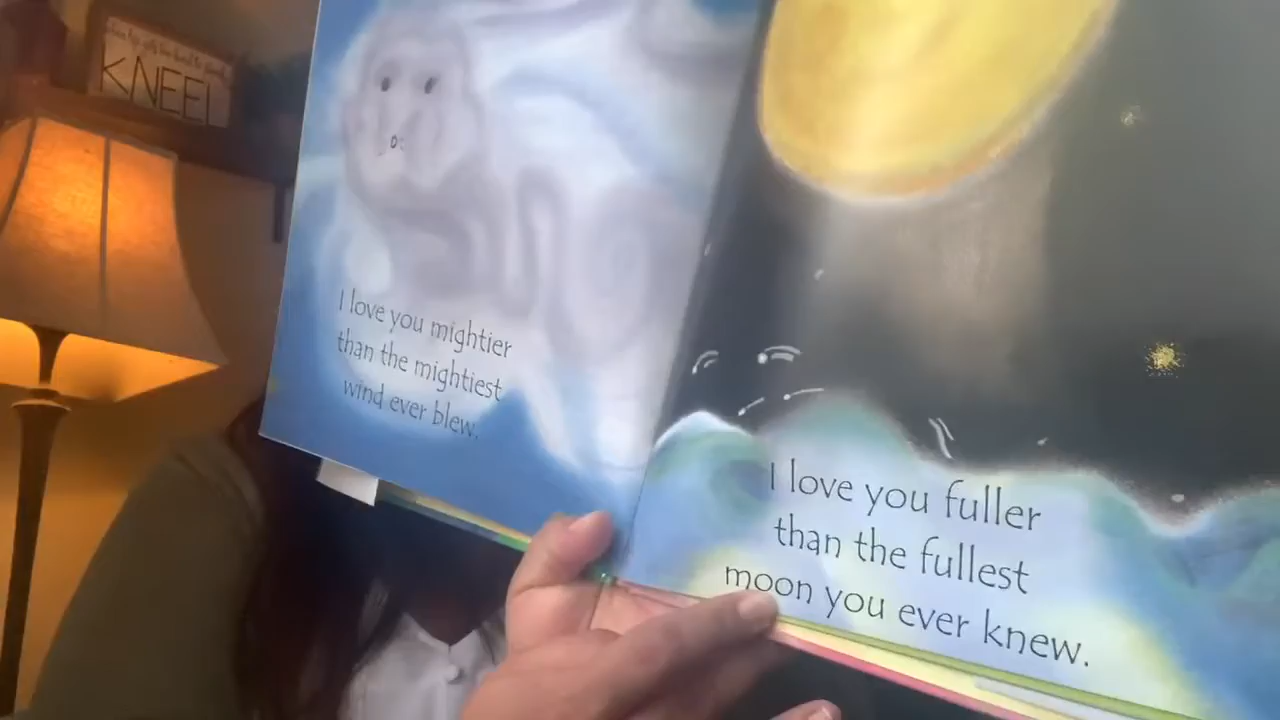 KNEEL
I love you mightier
than the mightiest
wind ever blew.
I love you fuller
than the fullest
moon you ever knew.